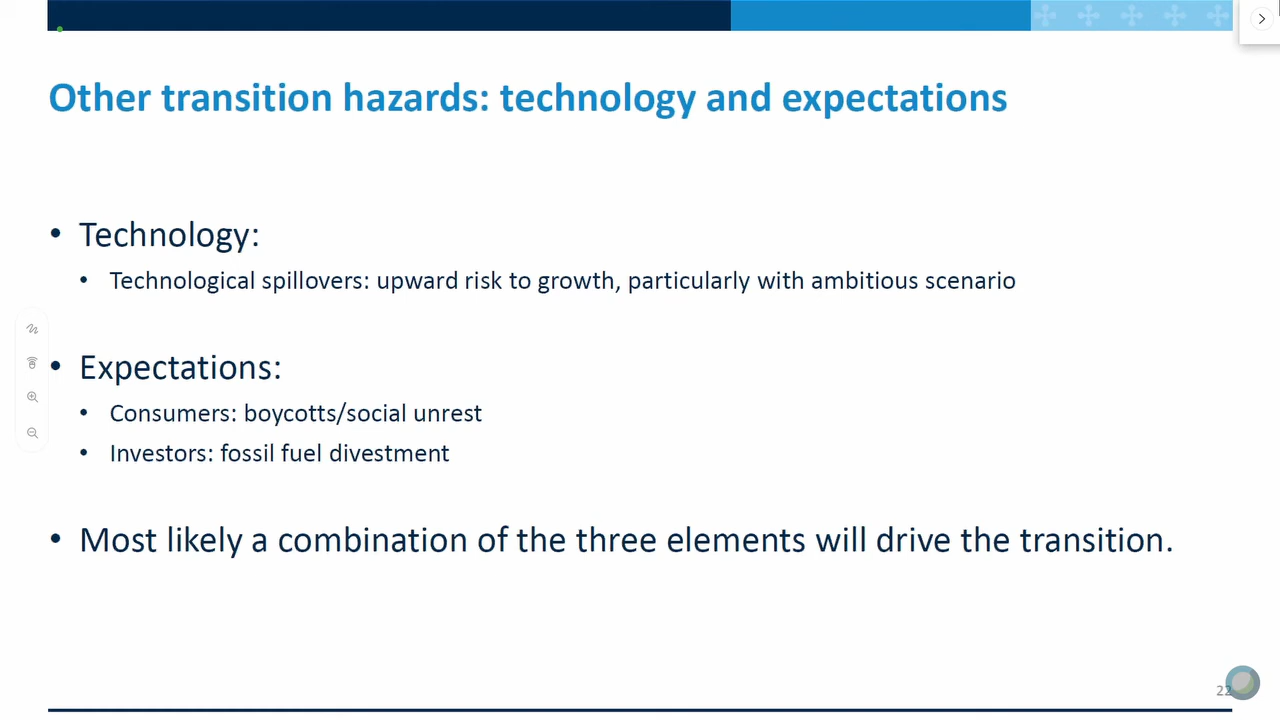 Other transition hazards: technology and expectations
• Technology:
• Technological spillovers: upward risk to growth, particularly with ambitious scenario
• Expectations:
• Consumers: boycotts/social unrest
• Investors: fossil fuel divestment
• Most likely a combination of the three elements will drive the transition.
22